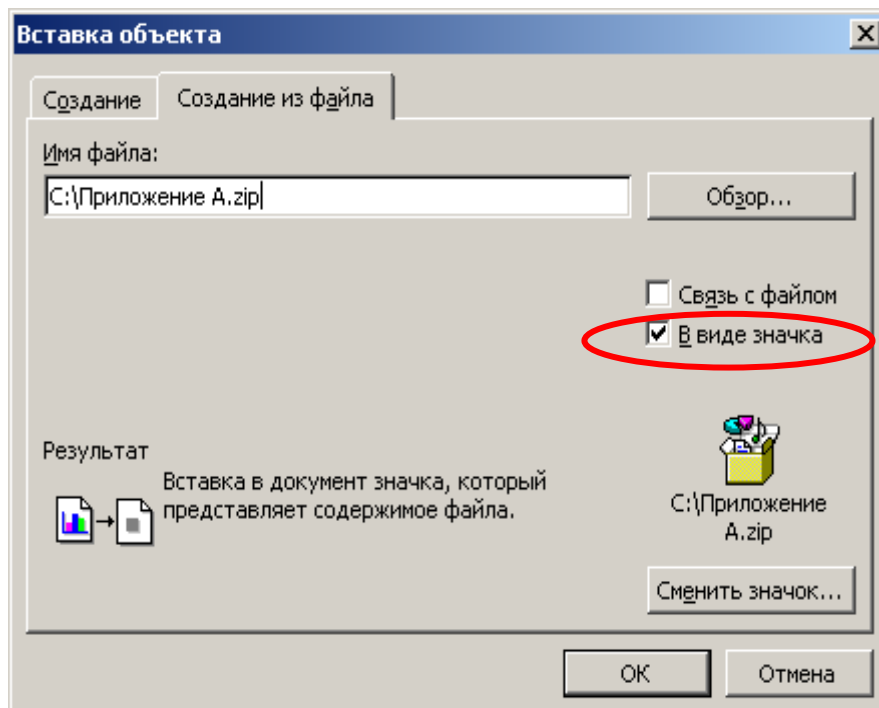 Вставка объекта
Создание
Создание из файла
Имя файла:
C:\Приложение A.zip
Обзор...
Связь с файлом
В виде значка
Результат
Вставка в документ значка, который
представляет содержимое файла.
C:\Приложение
A.zip
Сменить значок...
ОК
Отмена